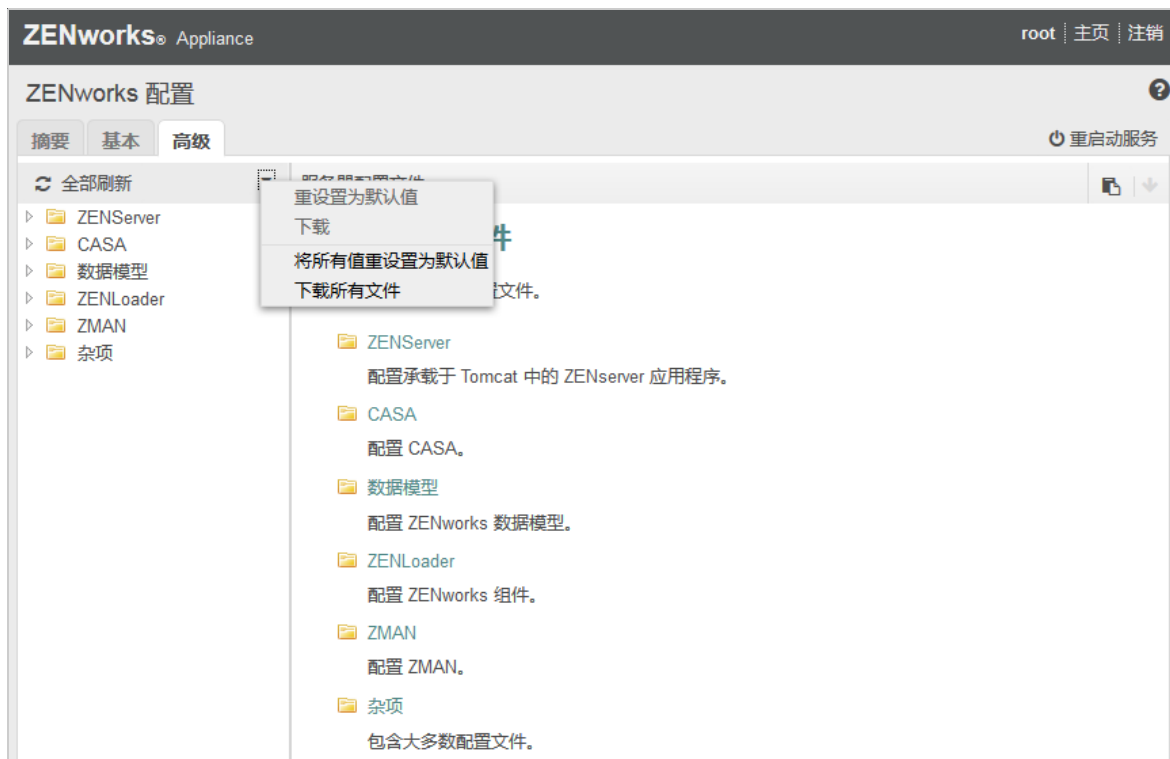 ZENworks® Appliance
root 主页 注销
ZENworks 配置
摘要 基本 高级
重启动服务
全部刷新
ZENServer
CASA
数据模型
ZENLoader
ZMAN
杂项
重设置为默认值
下载
将所有值重设置为默认值
下载所有文件
件
配置文件。
ZENServer
配置承载于 Tomcat 中的 ZENserver 应用程序。
CASA
配置 CASA。
数据模型
配置 ZENworks 数据模型。
ZENLoader
配置 ZENworks 组件。
ZMAN
配置 ZMAN。
杂项
包含大多数配置文件。